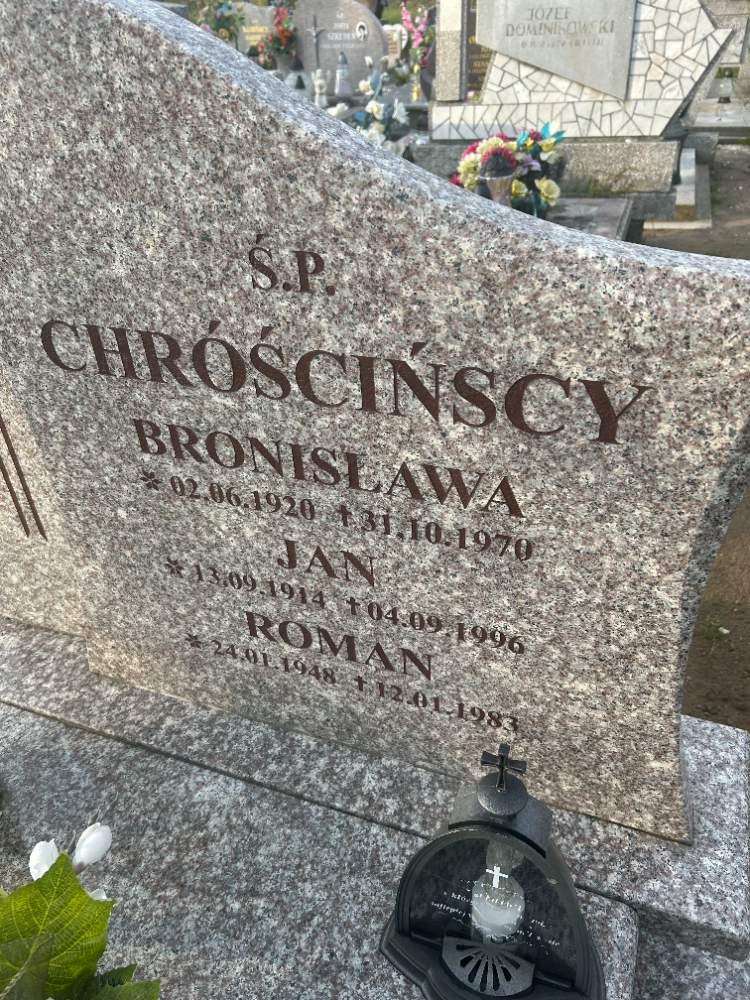 JÓZEF
DOMINIKOWSKI
Ś.P.
CHRÓŚCIŃSCY
BRONISŁAWA
* 02.06.1920 †31.10.1970
JAN
* 13.09.1914 †04.09.1996
ROMAN
* 24.01.1948 †12.01.1983